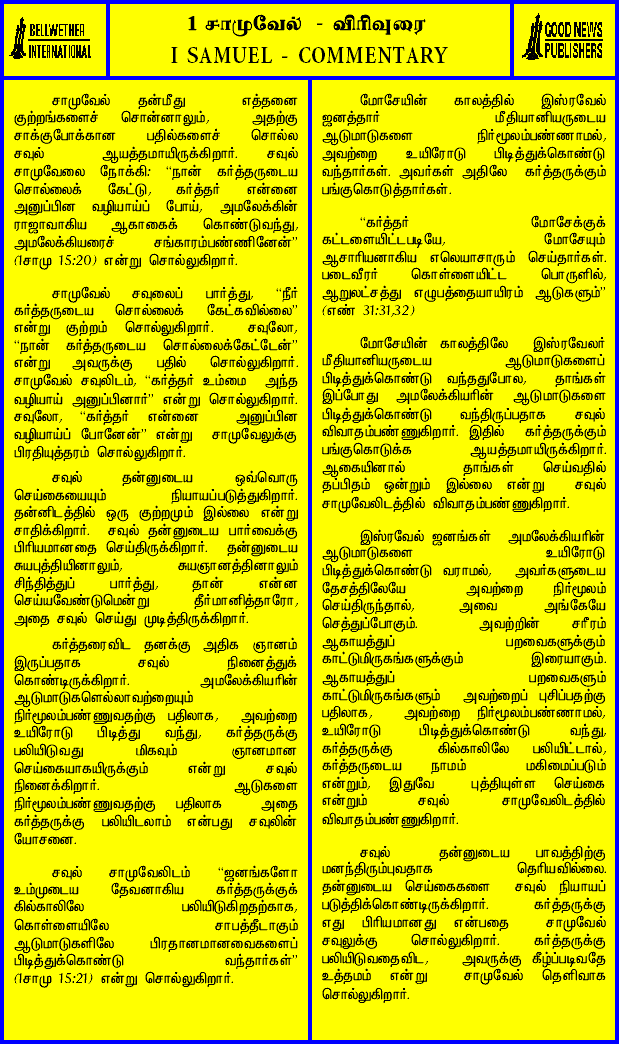 BELLWETHER
INTERNATIONAL
1 சாமுவேல் - விரிவுரை
I SAMUEL - COMMENTARY
GOOD NEWS
PUBLISHERS
சாமுவேல் தன்மீது எத்தனை
குற்றங்களைச் சொன்னாலும், அதற்கு
சாக்குபோக்கான பதில்களைச் சொல்ல
சவுல் ஆயத்தமாயிருக்கிறார். சவுல்
சாமுவேலை நோக்கி: “நான் கர்த்தருடைய
சொல்லைக் கேட்டு, கர்த்தர் என்னை
அனுப்பின வழியாய்ப் போய், அமலேக்கின்
ராஜாவாகிய ஆகாகைக் கொண்டுவந்து,
அமலேக்கியரைச் சங்காரம்பண்ணினேன்”
(1சாமு 15:20) என்று சொல்லுகிறார்.
சாமுவேல் சவுலைப் பார்த்து, “நீர்
கர்த்தருடைய சொல்லைக் கேட்கவில்லை”
என்று குற்றம் சொல்லுகிறார். சவுலோ,
“நான் கர்த்தருடைய சொல்லைக்கேட்டேன்”
என்று அவருக்கு பதில் சொல்லுகிறார்.
சாமுவேல் சவுலிடம், “கர்த்தர் உம்மை அந்த
வழியாய் அனுப்பினார்” என்று சொல்லுகிறார்.
சவுலோ, “கர்த்தர் என்னை அனுப்பின
வழியாய்ப் போனேன்” என்று சாமுவேலுக்கு
பிரதியுத்தரம் சொல்லுகிறார்.
சவுல் தன்னுடைய ஒவ்வொரு
செய்கையையும் நியாயப்படுத்துகிறார்.
தன்னிடத்தில் ஒரு குற்றமும் இல்லை என்று
சாதிக்கிறார். சவுல் தன்னுடைய பார்வைக்கு
பிரியமானதை செய்திருக்கிறார். தன்னுடைய
சுயபுத்தியினாலும், சுயஞானத்தினாலும்
சிந்தித்துப் பார்த்து, தான் என்ன
செய்யவேண்டுமென்று தீர்மானித்தாரோ,
அதை சவுல் செய்து முடித்திருக்கிறார்.
கர்த்தரைவிட தனக்கு அதிக ஞானம்
இருப்பதாக சவுல் நினைத்துக்
கொண்டிருக்கிறார். அமலேக்கியரின்
ஆடுமாடுகளெல்லாவற்றையும்
நிர்மூலம்பண்ணுவதற்கு பதிலாக, அவற்றை
உயிரோடு பிடித்து வந்து, கர்த்தருக்கு
பலியிடுவது மிகவும் ஞானமான
செய்கையாகயிருக்கும் என்று சவுல்
நினைக்கிறார். ஆடுகளை
நிர்மூலம்பண்ணுவதற்கு பதிலாக அதை
கர்த்தருக்கு பலியிடலாம் என்பது சவுலின்
யோசனை.
சவுல் சாமுவேலிடம் “ஜனங்களோ
உம்முடைய தேவனாகிய கர்த்தருக்குக்
கில்காலிலே பலியிடுகிறதற்காக,
கொள்ளையிலே சாபத்தீடாகும்
ஆடுமாடுகளிலே பிரதானமானவைகளைப்
பிடித்துக்கொண்டு வந்தார்கள்”
(1சாமு 15:21) என்று சொல்லுகிறார்.
மோசேயின் காலத்தில் இஸ்ரவேல்
ஜனத்தார் மீதியானியருடைய
ஆடுமாடுகளை நிர்மூலம்பண்ணாமல்,
அவற்றை உயிரோடு பிடித்துக்கொண்டு
வந்தார்கள். அவர்கள் அதிலே கர்த்தருக்கும்
பங்குகொடுத்தார்கள்.
“கர்த்தர் மோசேக்குக்
கட்டளையிட்டபடியே, மோசேயும்
ஆசாரியனாகிய எலெயாசாரும் செய்தார்கள்.
படைவீரர் கொள்ளையிட்ட பொருளில்,
ஆறுலட்சத்து எழுபத்தையாயிரம் ஆடுகளும்”
(எண் 31:31,32)
மோசேயின் காலத்திலே இஸ்ரவேலர்
மீதியானியருடைய ஆடுமாடுகளைப்
பிடித்துக்கொண்டு வந்ததுபோல, தாங்கள்
இப்போது அமலேக்கியரின் ஆடுமாடுகளை
பிடித்துக்கொண்டு வந்திருப்பதாக சவுல்
விவாதம்பண்ணுகிறார். இதில் கர்த்தருக்கும்
பங்குகொடுக்க ஆயத்தமாயிருக்கிறார்.
ஆகையினால் தாங்கள் செய்வதில்
தப்பிதம் ஒன்றும் இல்லை என்று சவுல்
சாமுவேலிடத்தில் விவாதம்பண்ணுகிறார்.
இஸ்ரவேல் ஜனங்கள் அமலேக்கியரின்
ஆடுமாடுகளை உயிரோடு
பிடித்துக்கொண்டு வராமல், அவர்களுடைய
தேசத்திலேயே அவற்றை நிர்மூலம்
செய்திருந்தால், அவை அங்கேயே
செத்துப்போகும். அவற்றின் சரீரம்
ஆகாயத்துப் பறவைகளுக்கும்
காட்டுமிருகங்களுக்கும் இரையாகும்.
ஆகாயத்துப் பறவைகளும்
காட்டுமிருகங்களும் அவற்றைப் புசிப்பதற்கு
பதிலாக, அவற்றை நிர்மூலம்பண்ணாமல்,
உயிரோடு பிடித்துக்கொண்டு வந்து,
கர்த்தருக்கு கில்காலிலே பலியிட்டால்,
கர்த்தருடைய நாமம் மகிமைப்படும்
என்றும், இதுவே புத்தியுள்ள செய்கை
என்றும் சவுல் சாமுவேலிடத்தில்
விவாதம்பண்ணுகிறார்.
சவுல் தன்னுடைய பாவத்திற்கு
மனந்திரும்புவதாக தெரியவில்லை.
தன்னுடைய செய்கைகளை சவுல் நியாயப்
படுத்திக்கொண்டிருக்கிறார். கர்த்தருக்கு
எது பிரியமானது என்பதை சாமுவேல்
சவுலுக்கு சொல்லுகிறார். கர்த்தருக்கு
பலியிடுவதைவிட, அவருக்கு கீழ்ப்படிவதே
உத்தமம் என்று சாமுவேல் தெளிவாக
சொல்லுகிறார்.